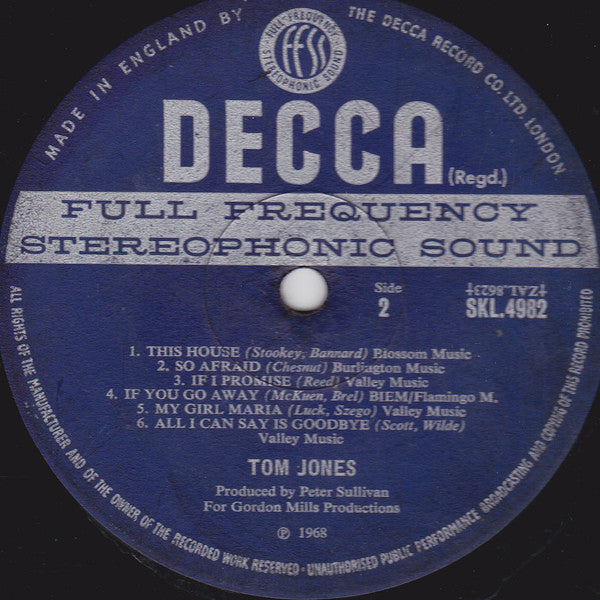 MADE IN ENGLAND BY
THE DECCA RECORD CO. LTD. LONDON
FULL FREQUENCY
ffss
STEREOPHONIC SOUND
DECCA
(Regd.)
FULL FREQUENCY
STEREOPHONIC SOUND
Side
2
‡ZAL.8623‡
SKL.4982
1. THIS HOUSE (Stookey, Bannard) Blossom Music
2. SO AFRAID (Chesnut) Burlington Music
3. IF I PROMISE (Reed) Valley Music
4. IF YOU GO AWAY (McKuen, Brel) BIEM/Flamingo M.
5. MY GIRL MARIA (Luck, Szego) Valley Music
6. ALL I CAN SAY IS GOODBYE (Scott, Wilde)
Valley Music
TOM JONES
Produced by Peter Sullivan
For Gordon Mills Productions
℗ 1968
ALL RIGHTS OF THE MANUFACTURER AND OF THE OWNER OF THE RECORDED WORK RESERVED · UNAUTHORISED PUBLIC PERFORMANCE BROADCASTING AND COPYING OF THIS RECORD PROHIBITED